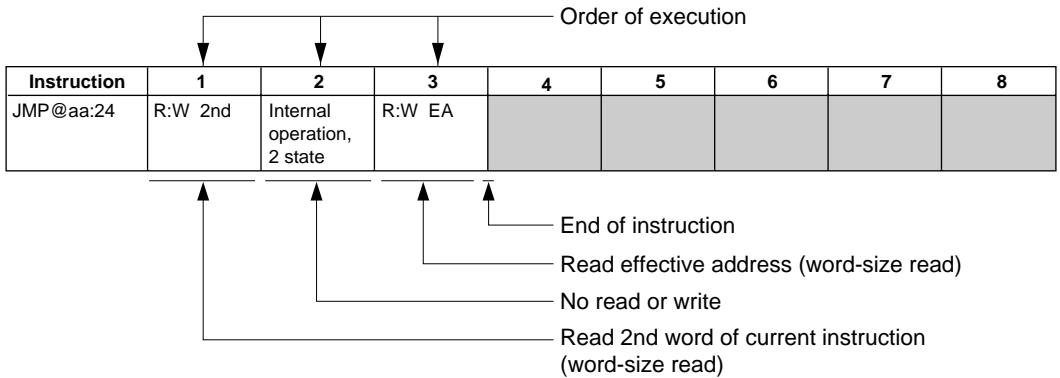 Order of execution
Instruction 1 2 3 4 5 6 7 8
JMP@aa:24 R:W 2nd Internal operation, 2 state R:W EA
End of instruction
Read effective address (word-size read)
No read or write
Read 2nd word of current instruction
(word-size read)